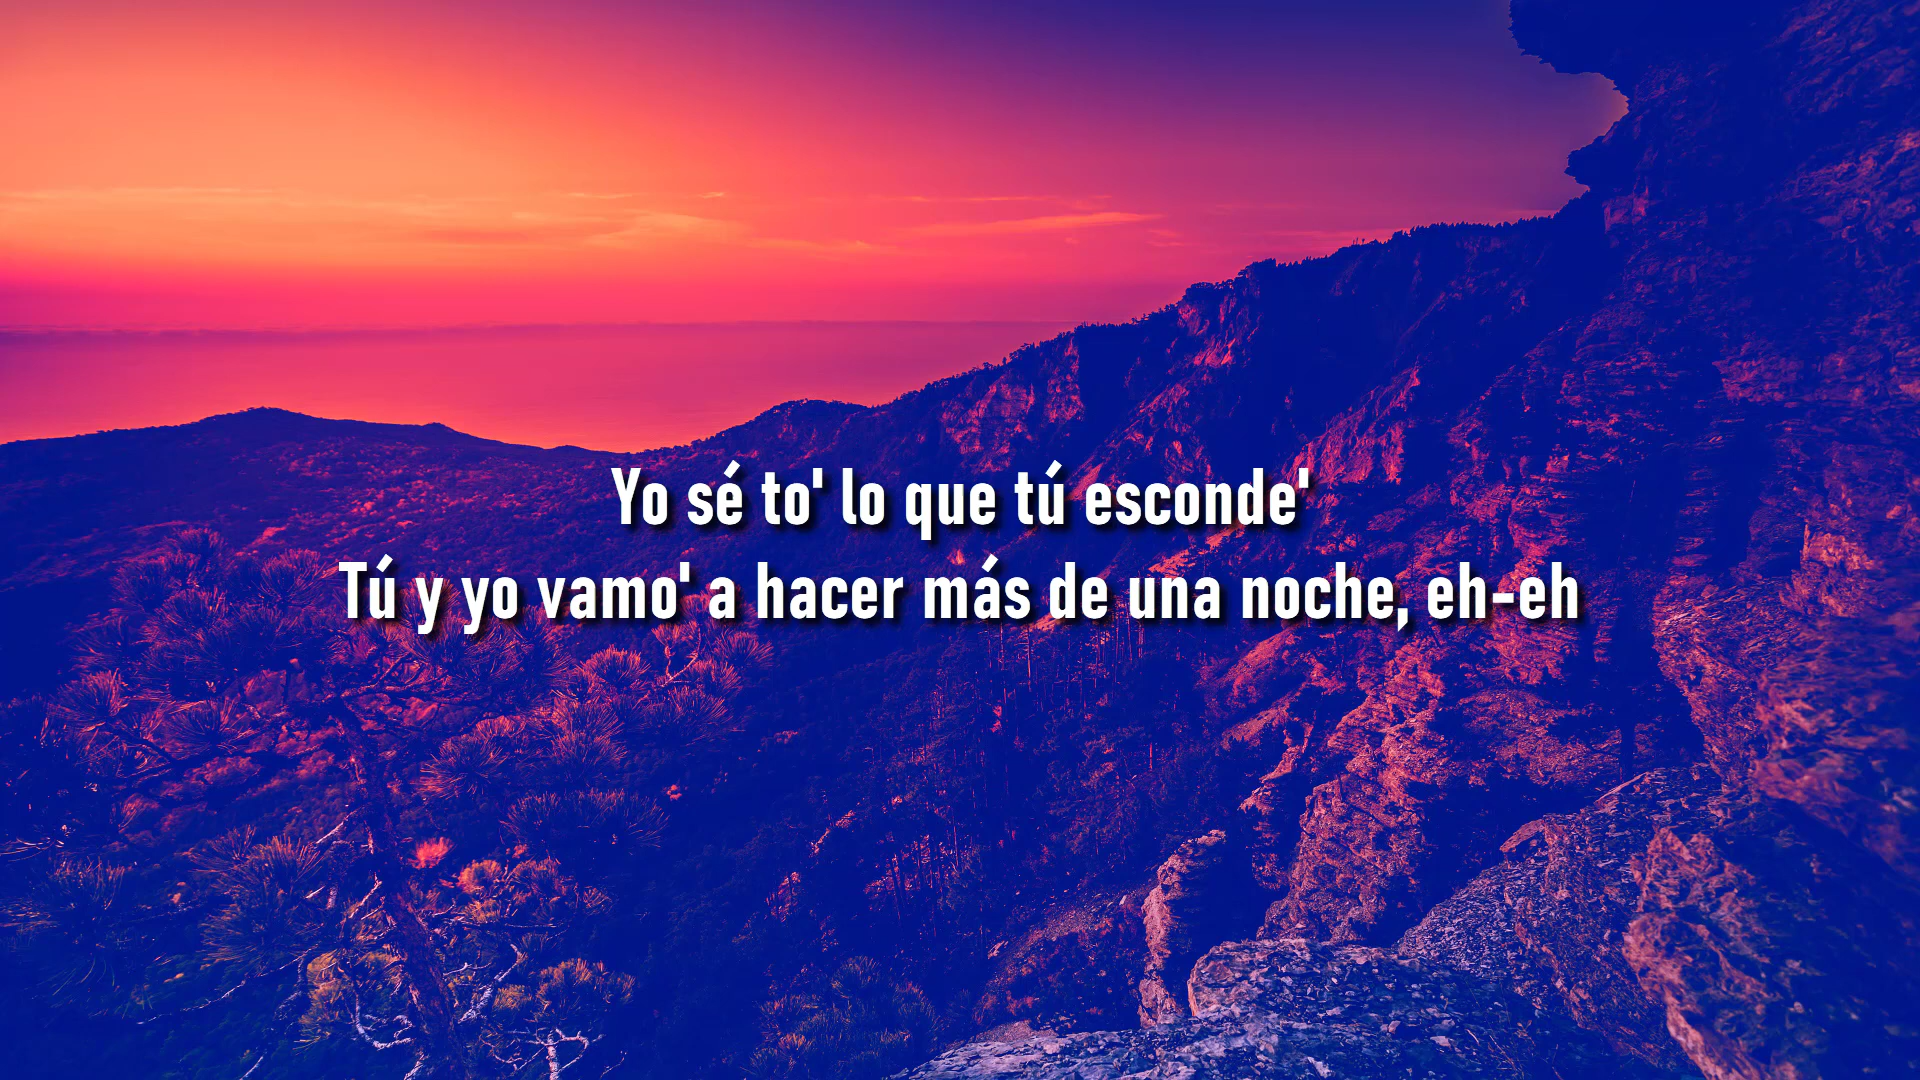 Yo sé to' lo que tú esconde'
Tú y yo vamo' a hacer más de una noche, eh-eh